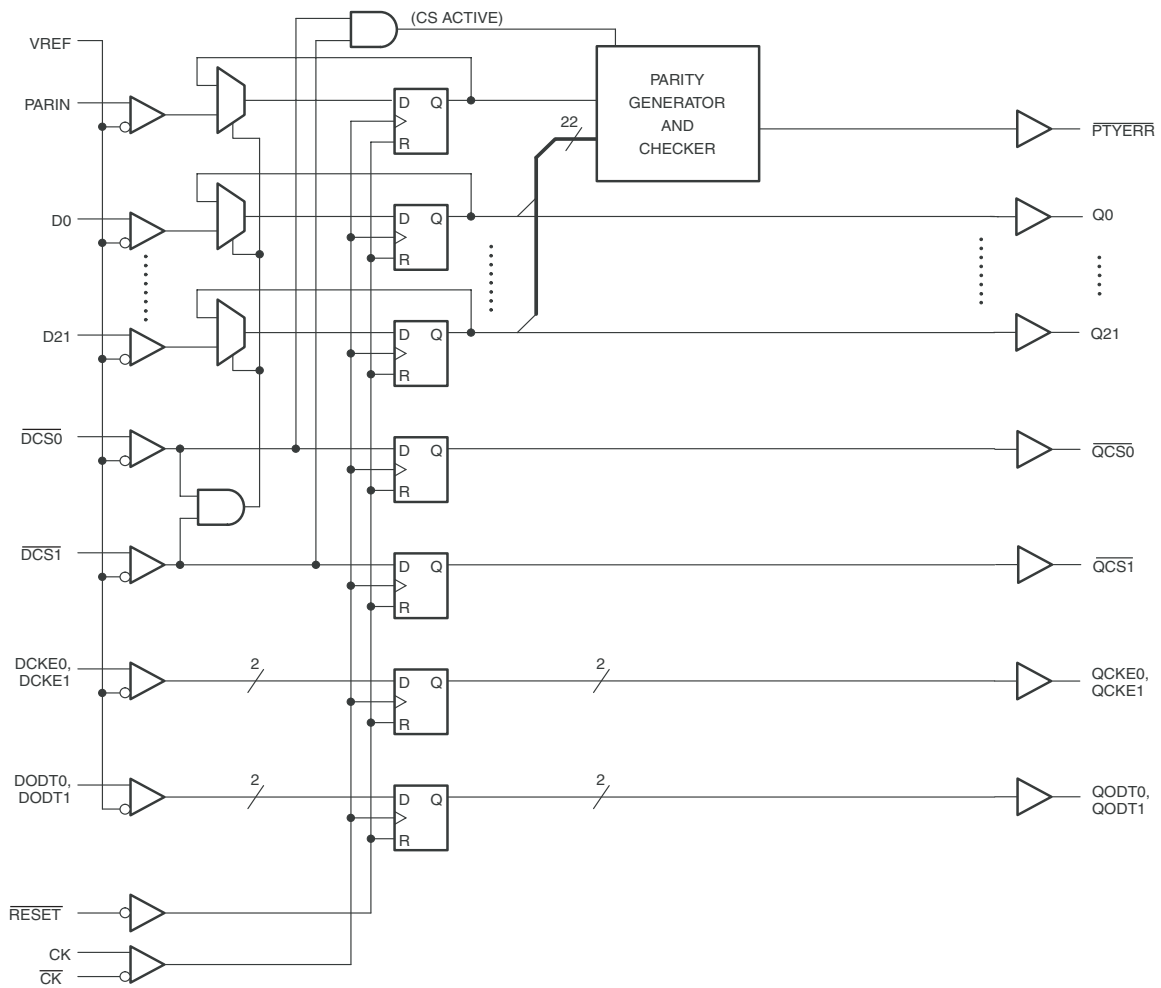 (CS ACTIVE)
VREF
PARIN
D Q
R
PARITY
GENERATOR
AND
CHECKER
22
PTYERR
D0
D Q
R
Q0
D21
D Q
R
Q21
DCS0
D Q
R
QCS0
DCS1
D Q
R
QCS1
DCKE0,
DCKE1
2
D Q
R
2
QCKE0,
QCKE1
DODT0,
DODT1
2
D Q
R
2
QODT0,
QODT1
RESET
CK
CK